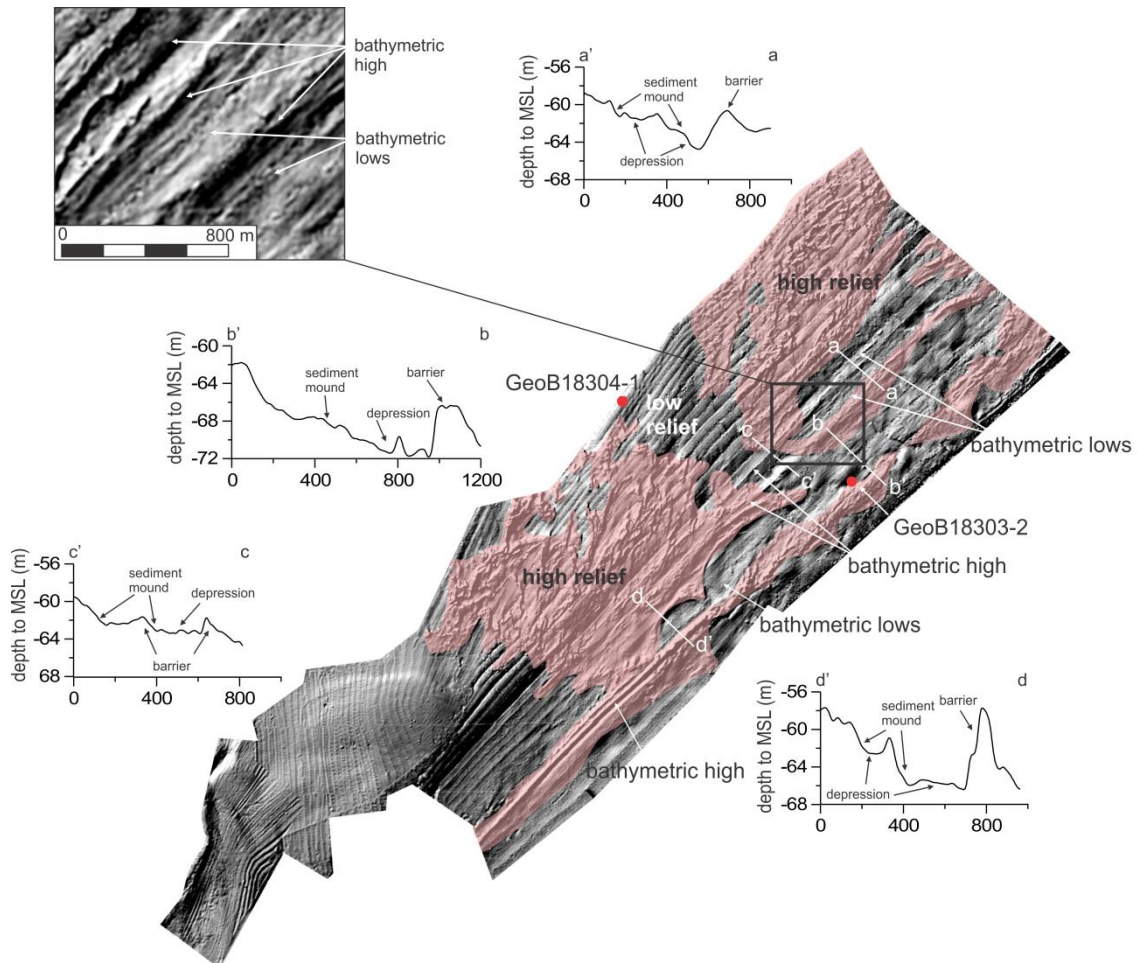 bathymetric
high
bathymetric
lows
0
800 m
a'
a
depth to MSL (m)
-56
-60
-64
-68
sediment
mound
barrier
depression
0
400
800
b'
b
depth to MSL (m)
-60
-64
-68
-72
sediment
mound
depression
barrier
0
400
800
1200
GeoB18304-1
low
relief
high relief
a
a'
b
b'
c
c'
bathymetric lows
GeoB18303-2
bathymetric high
c'
c
depth to MSL (m)
-56
-60
-64
-68
sediment
mound
depression
barrier
0
400
800
high relief
d
d'
bathymetric lows
bathymetric high
d'
d
depth to MSL (m)
-56
-60
-64
-68
sediment
mound
barrier
depression
0
400
800